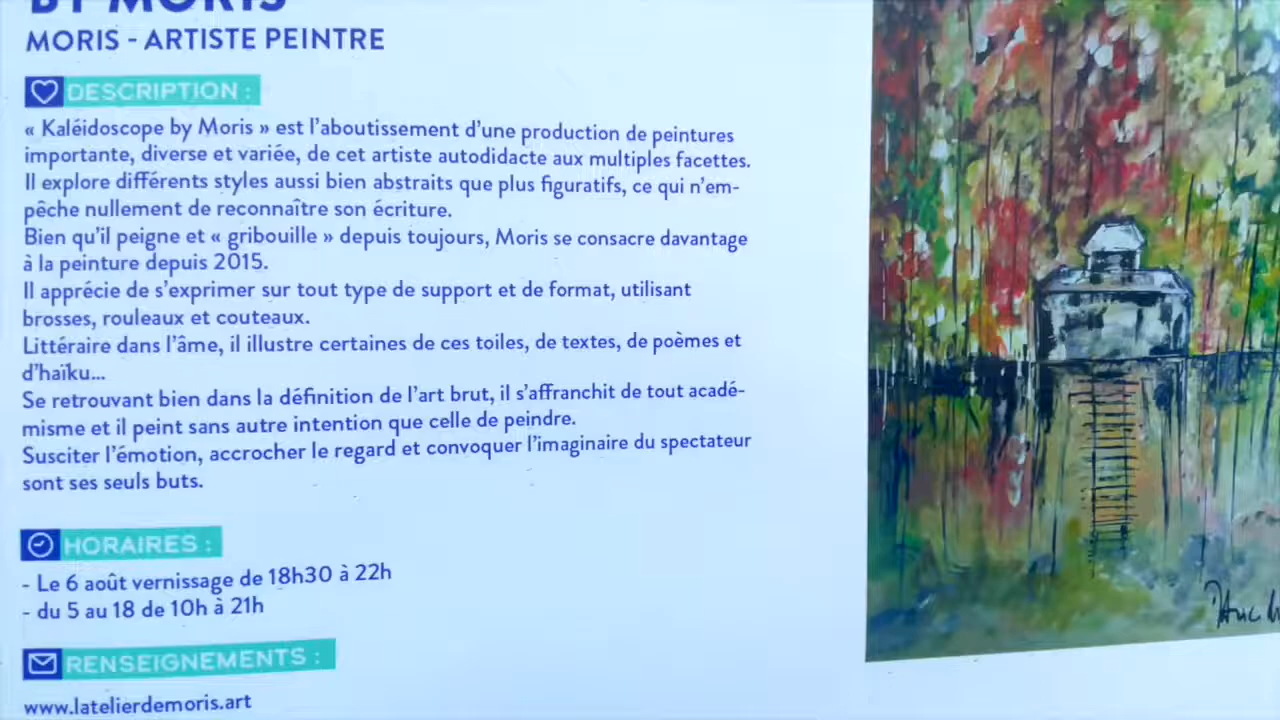 BY MORIS
MORIS - ARTISTE PEINTRE
DESCRIPTION :
« Kaléidoscope by Moris » est l'aboutissement d'une production de peintures
importante, diverse et variée, de cet artiste autodidacte aux multiples facettes.
Il explore différents styles aussi bien abstraits que plus figuratifs, ce qui n'em-
pêche nullement de reconnaître son écriture.
Bien qu'il peigne et « gribouille » depuis toujours, Moris se consacre davantage
à la peinture depuis 2015.
Il apprécie de s'exprimer sur tout type de support et de format, utilisant
brosses, rouleaux et couteaux.
Littéraire dans l'âme, il illustre certaines de ces toiles, de textes, de poèmes et
d'haïku...
Se retrouvant bien dans la définition de l'art brut, il s'affranchit de tout acadé-
misme et il peint sans autre intention que celle de peindre.
Susciter l'émotion, accrocher le regard et convoquer l'imaginaire du spectateur
sont ses seuls buts.
HORAIRES :
- Le 6 août vernissage de 18h30 à 22h
- du 5 au 18 de 10h à 21h
RENSEIGNEMENTS :
www.latelierdemoris.art